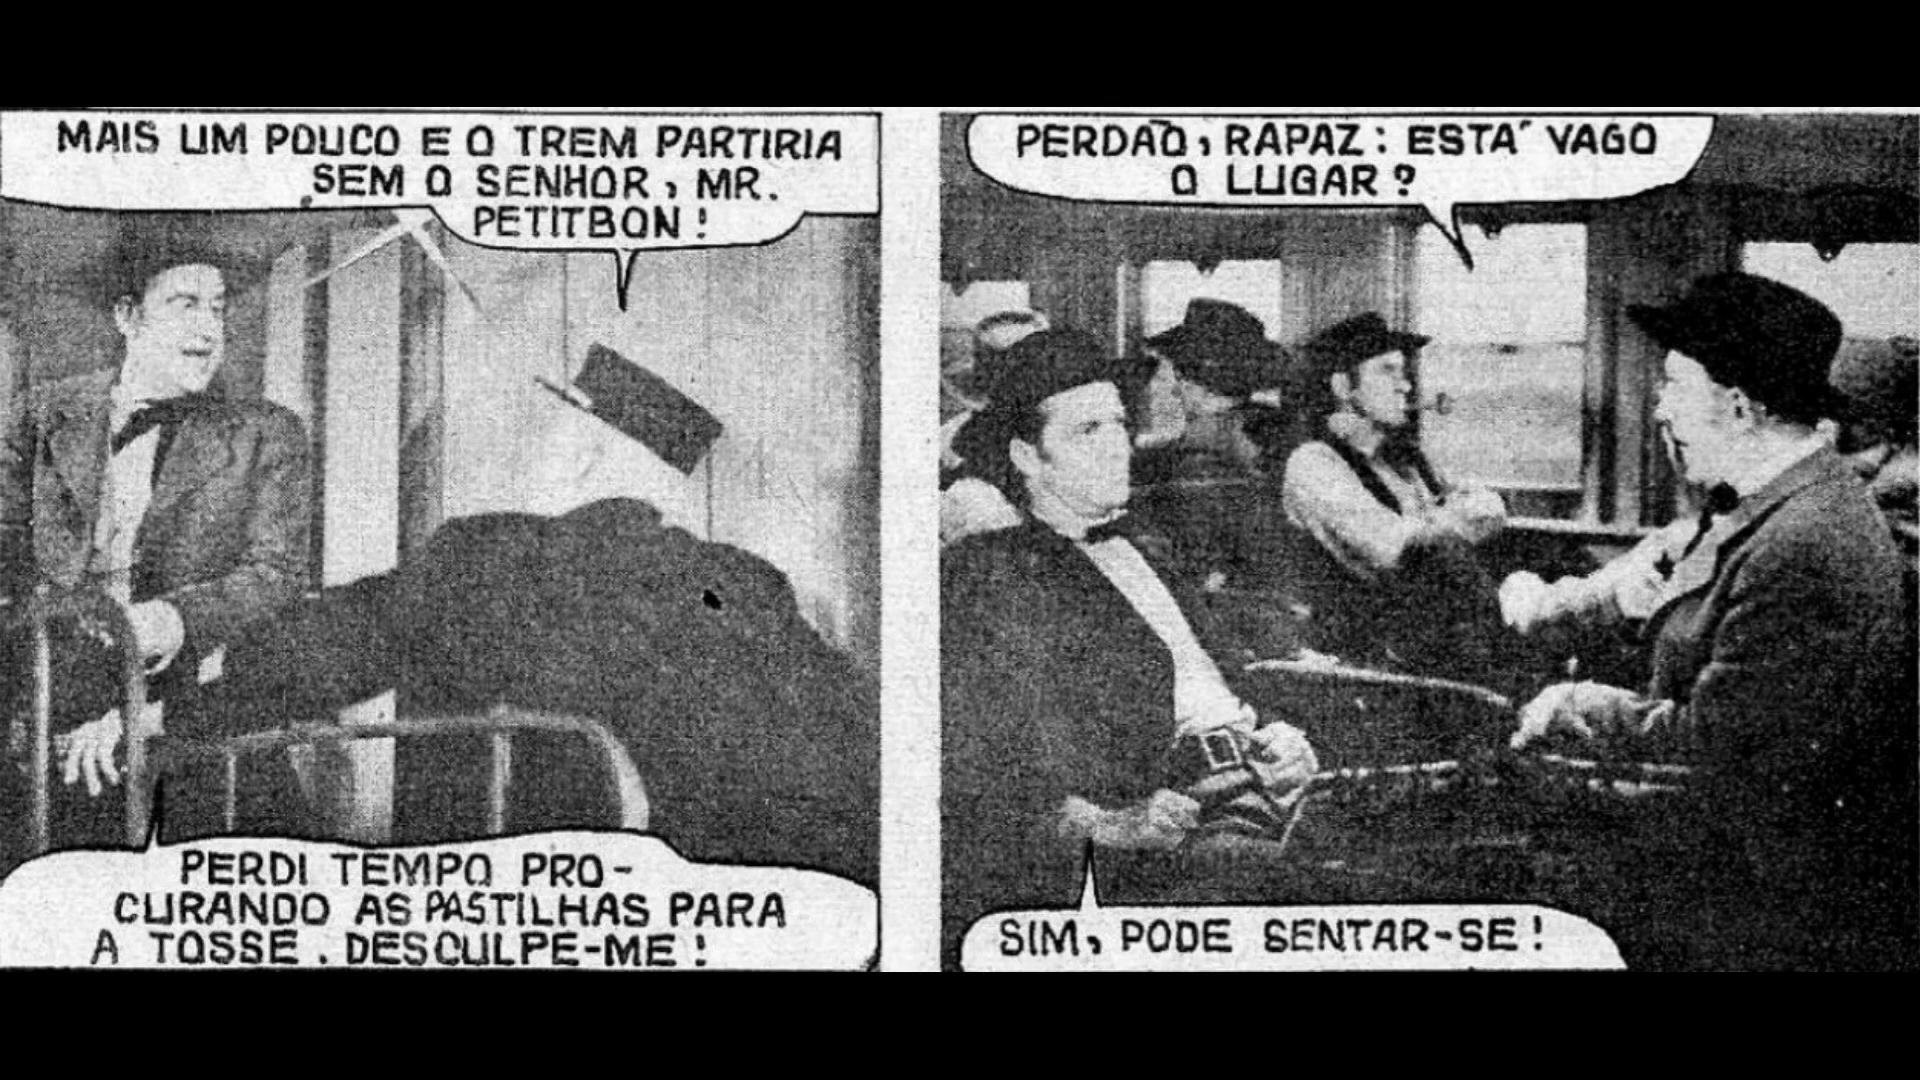 MAIS UM POUCO E O TREM PARTIRIA
SEM O SENHOR, MR.
PETITBON!
PERDI TEMPO PRO-
CURANDO AS PASTILHAS PARA
A TOSSE. DESCULPE-ME!
PERDÃO, RAPAZ: ESTÁ VAGO
O LUGAR?
SIM, PODE SENTAR-SE!